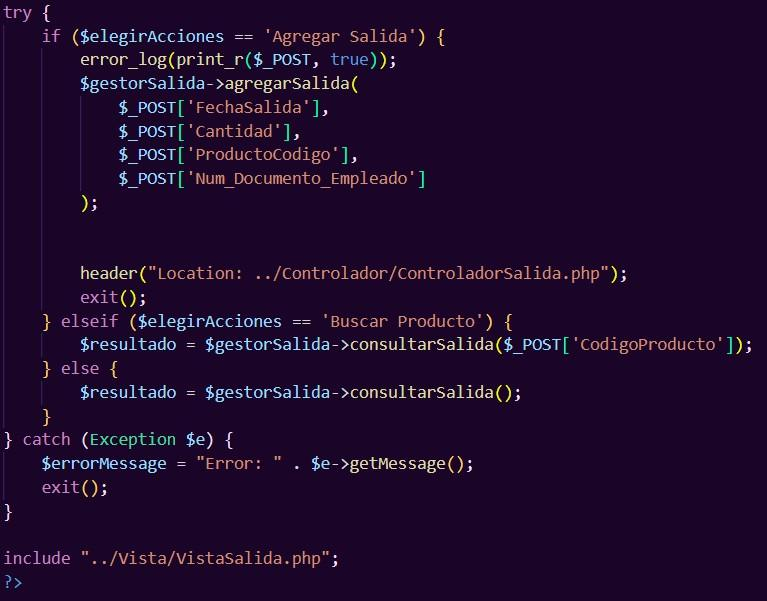 try {
    if ($elegirAcciones == 'Agregar Salida') {
        error_log(print_r($_POST, true));
        $gestorSalida->agregarSalida(
            $_POST['FechaSalida'],
            $_POST['Cantidad'],
            $_POST['ProductoCodigo'],
            $_POST['Num_Documento_Empleado']
        );
        header("Location: ../Controlador/ControladorSalida.php");
        exit();
    } elseif ($elegirAcciones == 'Buscar Producto') {
        $resultado = $gestorSalida->consultarSalida($_POST['CodigoProducto']);
    } else {
        $resultado = $gestorSalida->consultarSalida();
    }
} catch (Exception $e) {
    $errorMessage = "Error: " . $e->getMessage();
    exit();
}
include "../Vista/VistaSalida.php";
?>